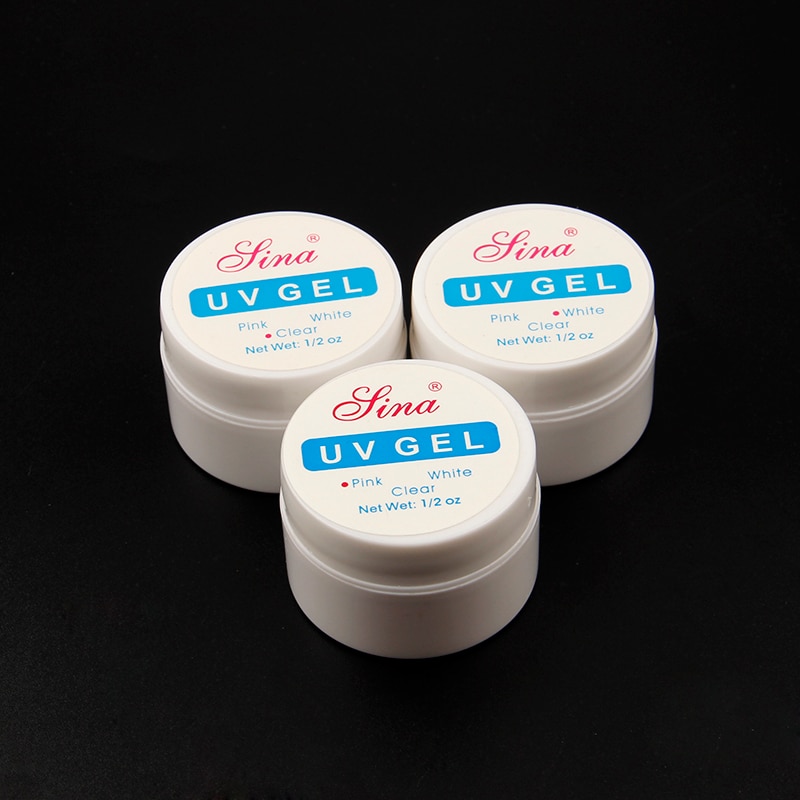 Sina®
UV GEL
Pink White
•Clear
Net Wet: 1/2 oz
Sina®
UV GEL
Pink •White
Clear
Net Wet: 1/2 oz
Sina®
UV GEL
•Pink White
Clear
Net Wet: 1/2 oz